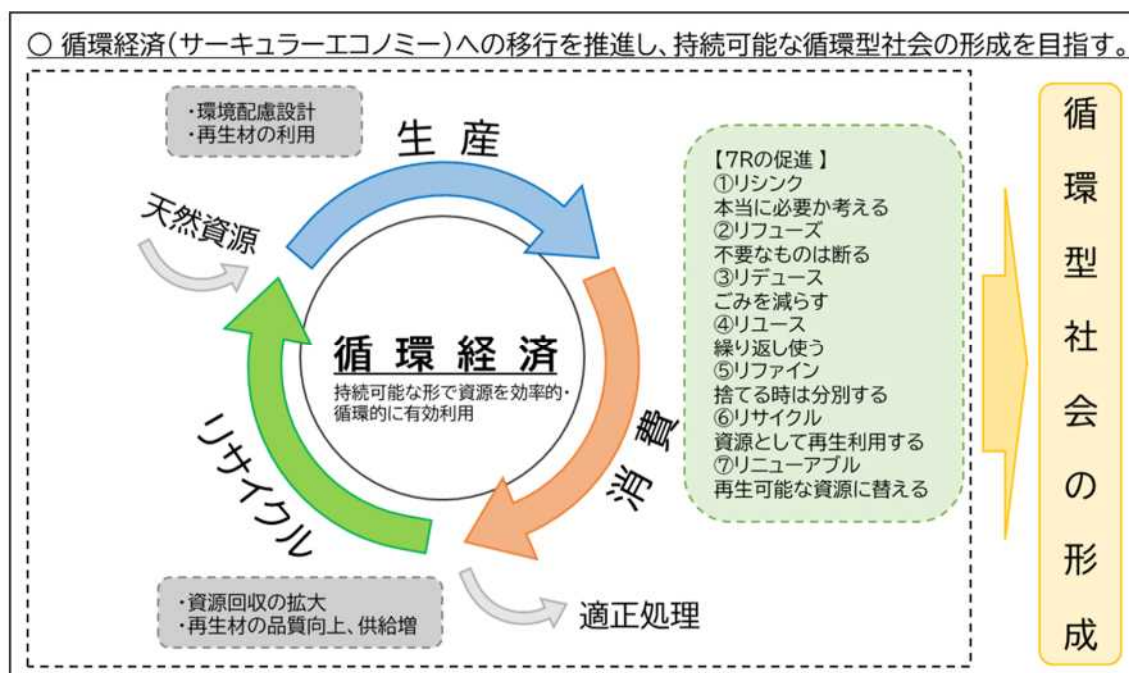 ○ 循環経済(サーキュラーエコノミー)への移行を推進し、持続可能な循環型社会の形成を目指す。
・環境配慮設計
・再生材の利用
生産
天然資源
循環経済
持続可能な形で資源を効率的・
循環的に有効利用
消費
リサイクル
・資源回収の拡大
・再生材の品質向上、供給増
適正処理
【7Rの促進 】
①リシンク
本当に必要か考える
②リフューズ
不要なものは断る
③リデュース
ごみを減らす
④リユース
繰り返し使う
⑤リファイン
捨てる時は分別する
⑥リサイクル
資源として再生利用する
⑦リニューアブル
再生可能な資源に替える
循環型社会の形成